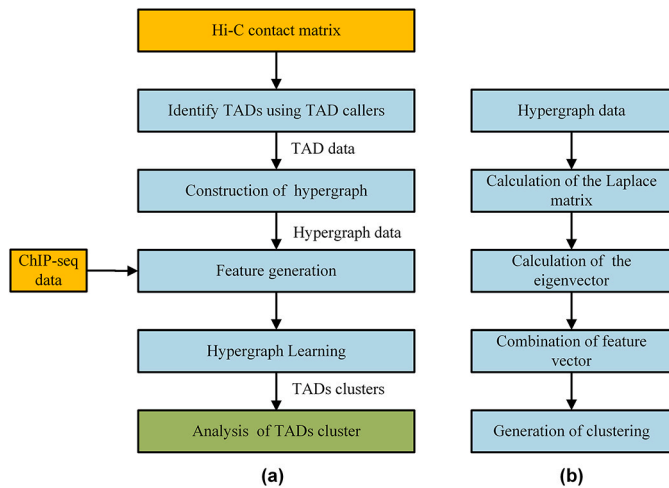 Hi-C contact matrix
Identify TADs using TAD callers
TAD data
Construction of hypergraph
Hypergraph data
ChIP-seq
data
Feature generation
Hypergraph Learning
TADs clusters
Analysis of TADs cluster
(a)
Hypergraph data
Calculation of the Laplace
matrix
Calculation of the
eigenvector
Combination of feature
vector
Generation of clustering
(b)